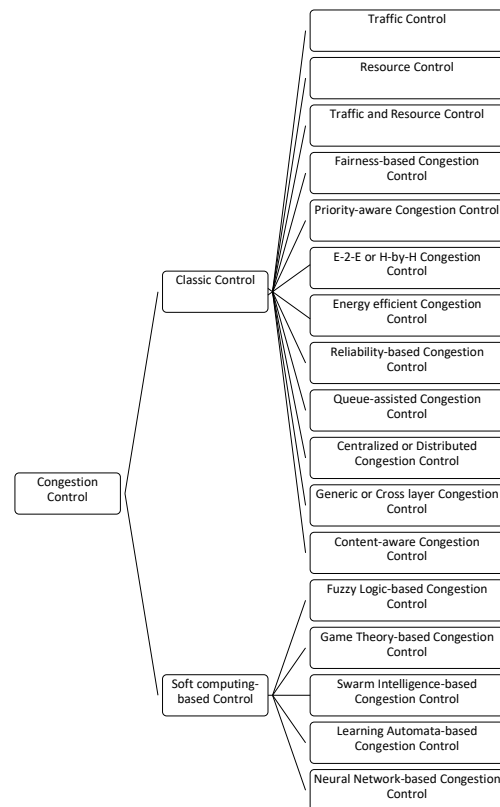 Traffic Control
Resource Control
Traffic and Resource Control
Fairness-based Congestion
Control
Priority-aware Congestion Control
E-2-E or H-by-H Congestion
Control
Classic Control
Energy efficient Congestion
Control
Reliability-based Congestion
Control
Queue-assisted Congestion
Control
Centralized or Distributed
Congestion Control
Congestion
Control
Generic or Cross layer Congestion
Control
Content-aware Congestion
Control
Fuzzy Logic-based Congestion
Control
Game Theory-based Congestion
Control
Soft computing-
based Control
Swarm Intelligence-based
Congestion Control
Learning Automata-based
Congestion Control
Neural Network-based Congestion
Control